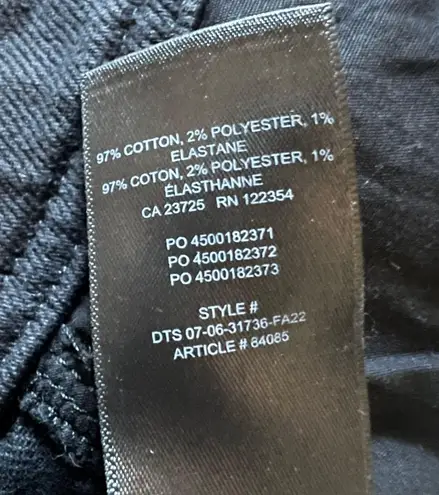 97% COTTON, 2% POLYESTER, 1%
ELASTANE
97% COTON, 2% POLYESTER, 1%
ÉLASTHANNE
CA 23725 RN 122354
PO 4500182371
PO 4500182372
PO 4500182373
STYLE #
DTS 07-06-31736-FA22
ARTICLE # 84085